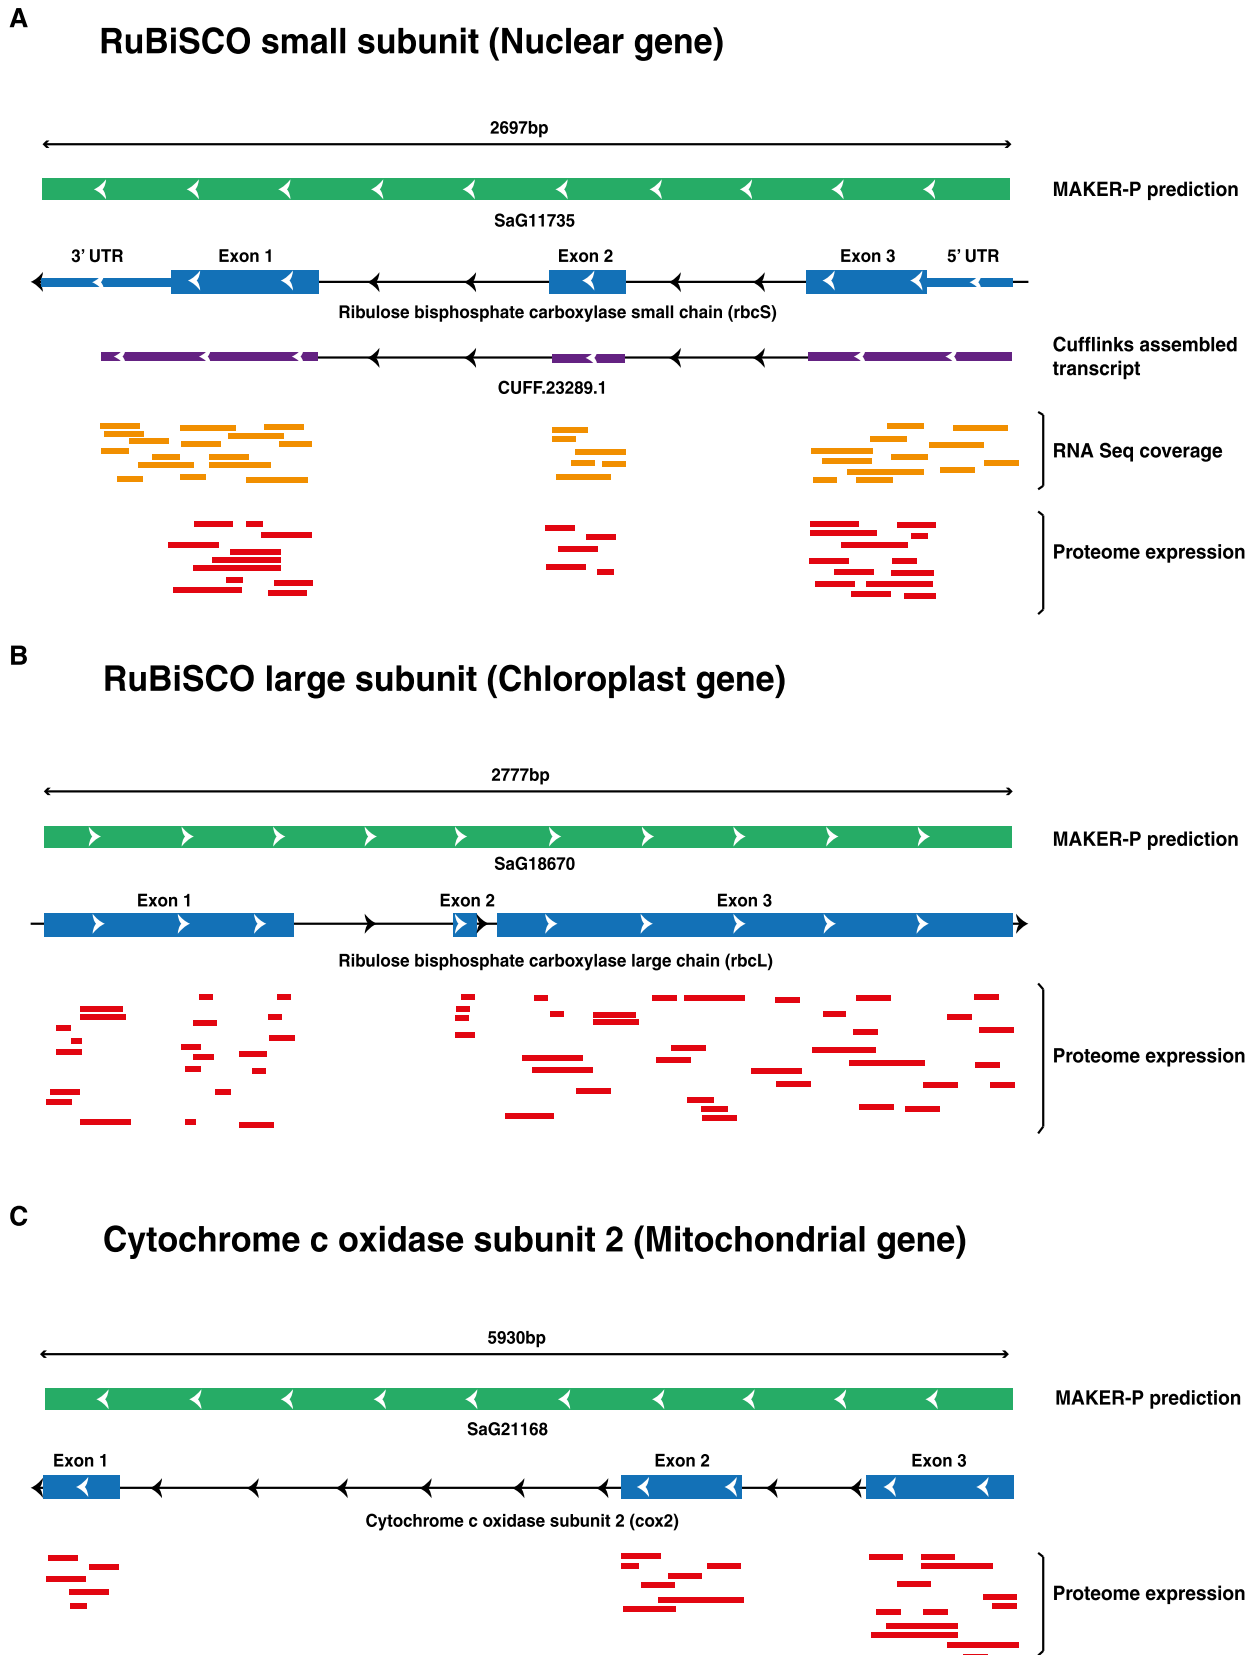 A
RuBiSCO small subunit (Nuclear gene)
2697bp
MAKER-P prediction
SaG11735
3’ UTR Exon 1 Exon 2 Exon 3 5’ UTR
Ribulose bisphosphate carboxylase small chain (rbcS)
Cufflinks assembled
transcript
CUFF.23289.1
RNA Seq coverage
Proteome expression
B
RuBiSCO large subunit (Chloroplast gene)
2777bp
MAKER-P prediction
SaG18670
Exon 1 Exon 2 Exon 3
Ribulose bisphosphate carboxylase large chain (rbcL)
Proteome expression
C
Cytochrome c oxidase subunit 2 (Mitochondrial gene)
5930bp
MAKER-P prediction
SaG21168
Exon 1 Exon 2 Exon 3
Cytochrome c oxidase subunit 2 (cox2)
Proteome expression